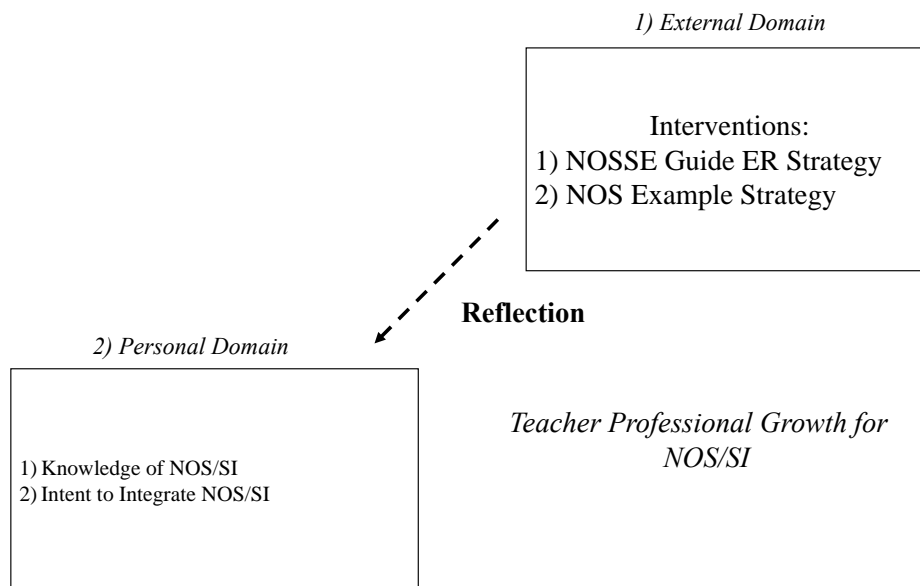 1) External Domain
Interventions:
1) NOSSE Guide ER Strategy
2) NOS Example Strategy
Reflection
2) Personal Domain
1) Knowledge of NOS/SI
2) Intent to Integrate NOS/SI
Teacher Professional Growth for
NOS/SI